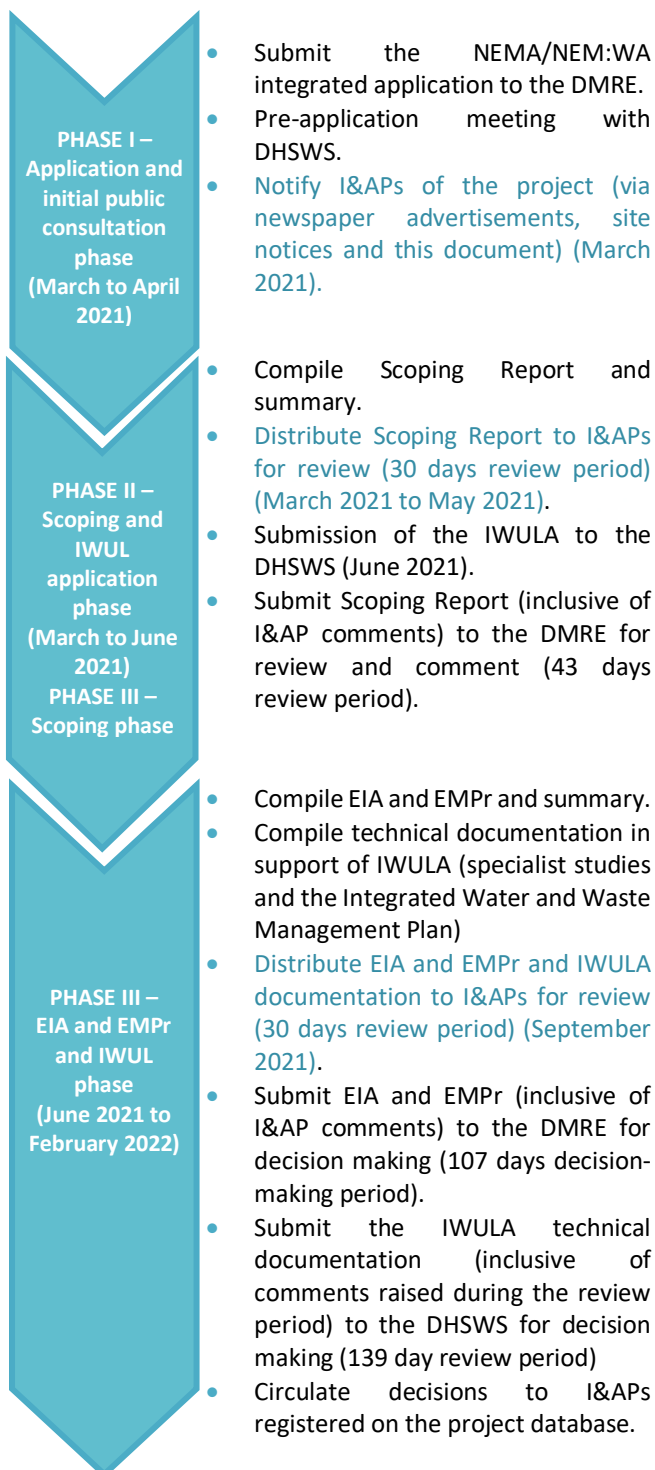 PHASE I –
Application and
initial public
consultation
phase
(March to April
2021)
• Submit the NEMA/NEM:WA
integrated application to the DMRE.
• Pre-application meeting with
DHSWS.
• Notify I&APs of the project (via
newspaper advertisements, site
notices and this document) (March
2021).
PHASE II –
Scoping and
IWUL
application
phase
(March to June
2021)
PHASE III –
Scoping phase
• Compile Scoping Report and
summary.
• Distribute Scoping Report to I&APs
for review (30 days review period)
(March 2021 to May 2021).
• Submission of the IWULA to the
DHSWS (June 2021).
• Submit Scoping Report (inclusive of
I&AP comments) to the DMRE for
review and comment (43 days
review period).
PHASE III –
EIA and EMPr
and IWUL
phase
(June 2021 to
February 2022)
• Compile EIA and EMPr and summary.
• Compile technical documentation in
support of IWULA (specialist studies
and the Integrated Water and Waste
Management Plan)
• Distribute EIA and EMPr and IWULA
documentation to I&APs for review
(30 days review period) (September
2021).
• Submit EIA and EMPr (inclusive of
I&AP comments) to the DMRE for
decision making (107 days decision-
making period).
• Submit the IWULA technical
documentation (inclusive of
comments raised during the review
period) to the DHSWS for decision
making (139 day review period)
• Circulate decisions to I&APs
registered on the project database.